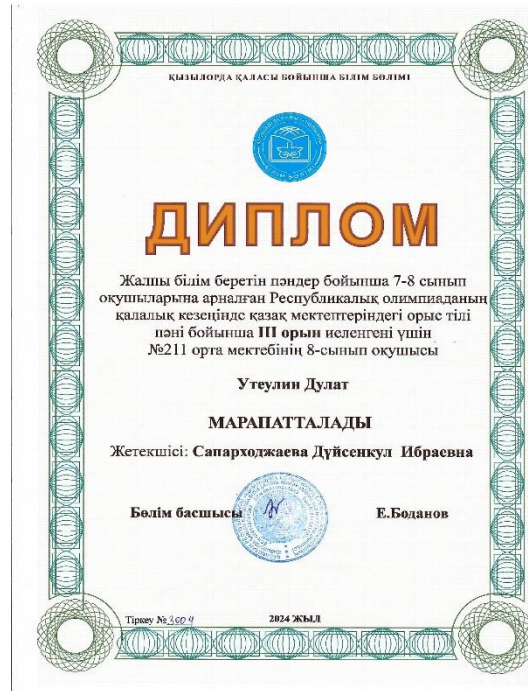 ҚЫЗЫЛОРДА ҚАЛАСЫ БОЙЫНША БІЛІМ БӨЛІМІ
ДИПЛОМ
Жалпы білім беретін пәндер бойынша 7-8 сынып
оқушыларына арналған Республикалық олимпиаданың
қалалық кезеңінде қазақ мектептеріндегі орыс тілі
пәні бойынша III орын иеленгені үшін
№211 орта мектебінің 8-сынып оқушысы
Утеулин Дулат
МАРАПАТТАЛАДЫ
Жетекшісі: Сапарходжаева Дүйсенкул Ибраевна
Бөлім басшысы Е.Боданов
Тіркеу № 3604 2024 ЖЫЛ